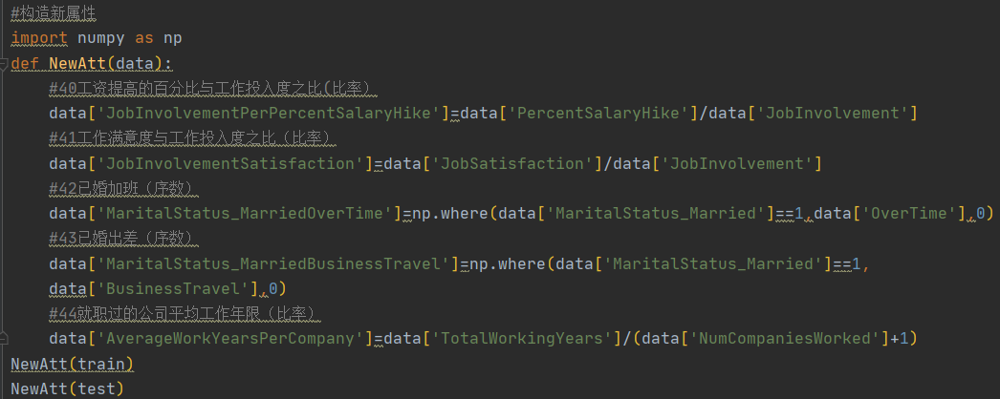 #构造新属性
import numpy as np
def NewAtt(data):
    #40工资提高的百分比与工作投入度之比(比率）
    data['JobInvolvementPerPercentSalaryHike']=data['PercentSalaryHike']/data['JobInvolvement']
    #41工作满意度与工作投入度之比（比率）
    data['JobInvolvementSatisfaction']=data['JobSatisfaction']/data['JobInvolvement']
    #42已婚加班（序数）
    data['MaritalStatus_MarriedOverTime']=np.where(data['MaritalStatus_Married']==1,data['OverTime'],0)
    #43已婚出差（序数）
    data['MaritalStatus_MarriedBusinessTravel']=np.where(data['MaritalStatus_Married']==1,
    data['BusinessTravel'],0)
    #44就职过的公司平均工作年限（比率）
    data['AverageWorkYearsPerCompany']=data['TotalWorkingYears']/(data['NumCompaniesWorked']+1)
NewAtt(train)
NewAtt(test)